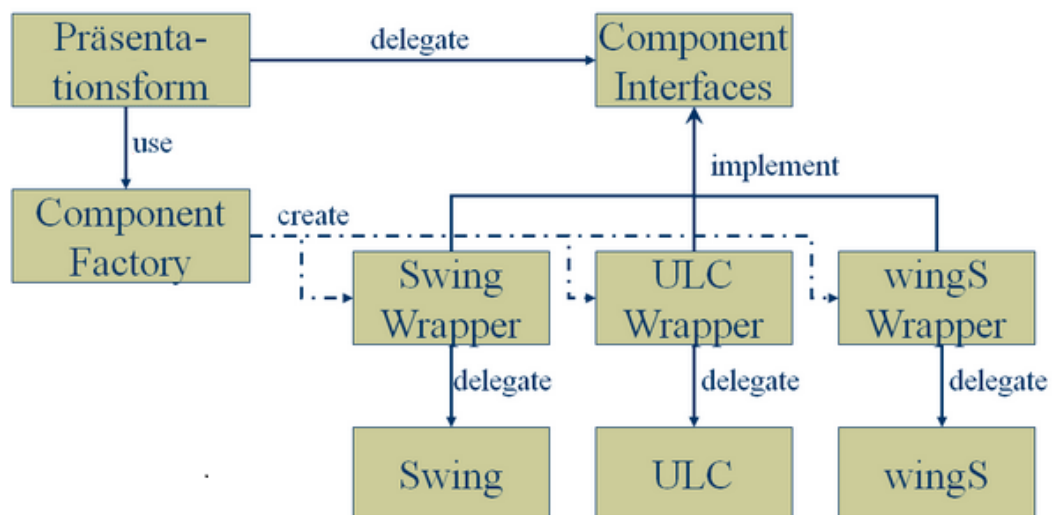 Präsenta-
tionsform
delegate
Component
Interfaces
use
implement
Component
Factory
create
Swing
Wrapper
ULC
Wrapper
wingS
Wrapper
delegate
delegate
delegate
Swing
ULC
wingS